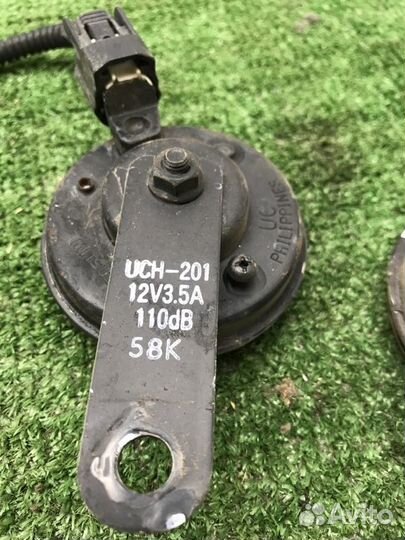 UC
PHILIPPINES
UCH-201
12V3.5A
110dB
58K
Avito